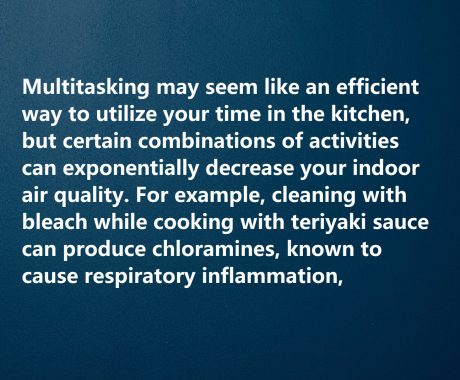 Multitasking may seem like an efficient
way to utilize your time in the kitchen,
but certain combinations of activities
can exponentially decrease your indoor
air quality. For example, cleaning with
bleach while cooking with teriyaki sauce
can produce chloramines, known to
cause respiratory inflammation,